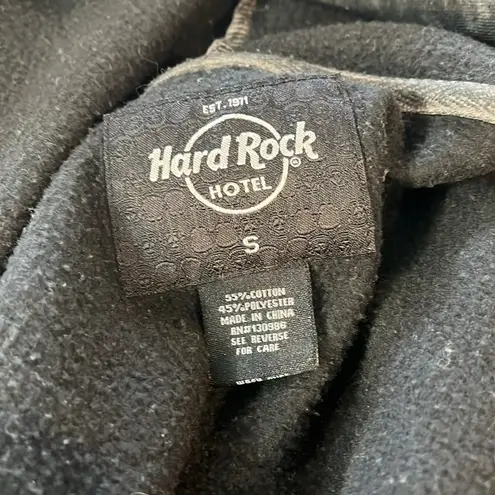 EST. 1971
Hard Rock®
HOTEL
S
55% COTTON
45% POLYESTER
MADE IN CHINA
RN#130986
SEE REVERSE
FOR CARE